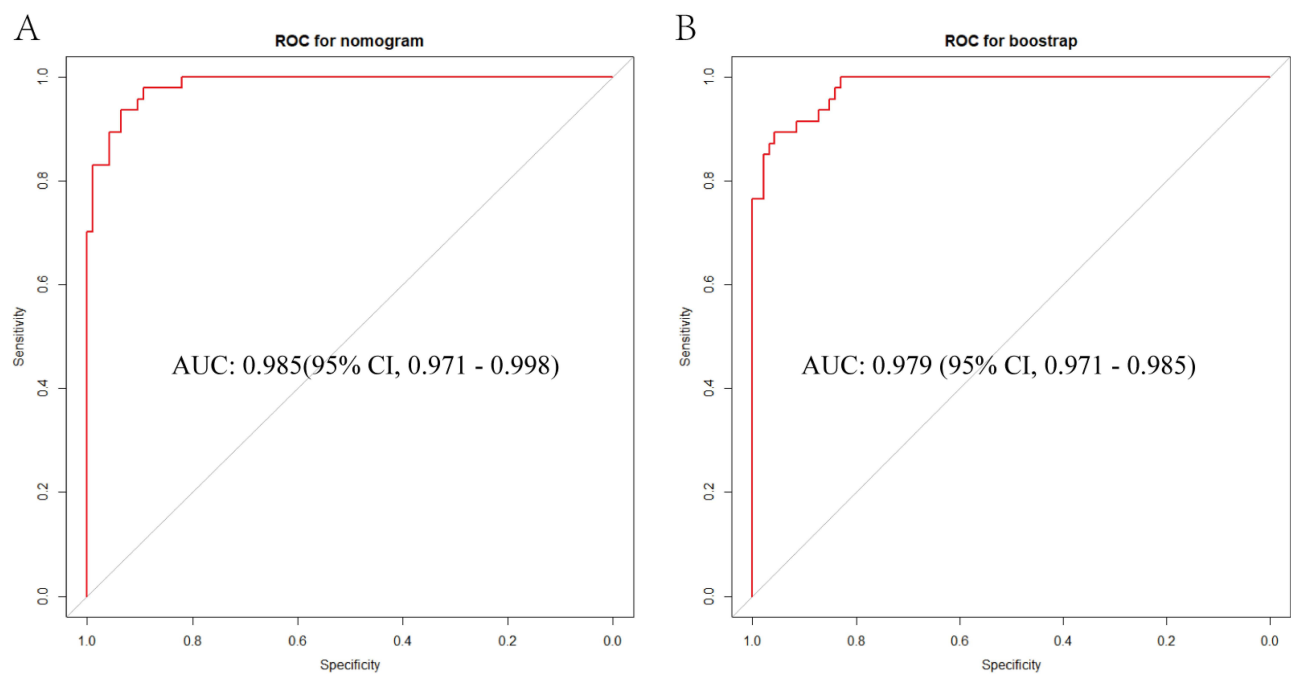 A
ROC for nomogram
1.0
0.8
0.6
0.4
0.2
0.0
Sensitivity
AUC: 0.985(95% CI, 0.971 - 0.998)
1.0 0.8 0.6 0.4 0.2 0.0
Specificity
B
ROC for boostrap
1.0
0.8
0.6
0.4
0.2
0.0
Sensitivity
AUC: 0.979 (95% CI, 0.971 - 0.985)
1.0 0.8 0.6 0.4 0.2 0.0
Specificity